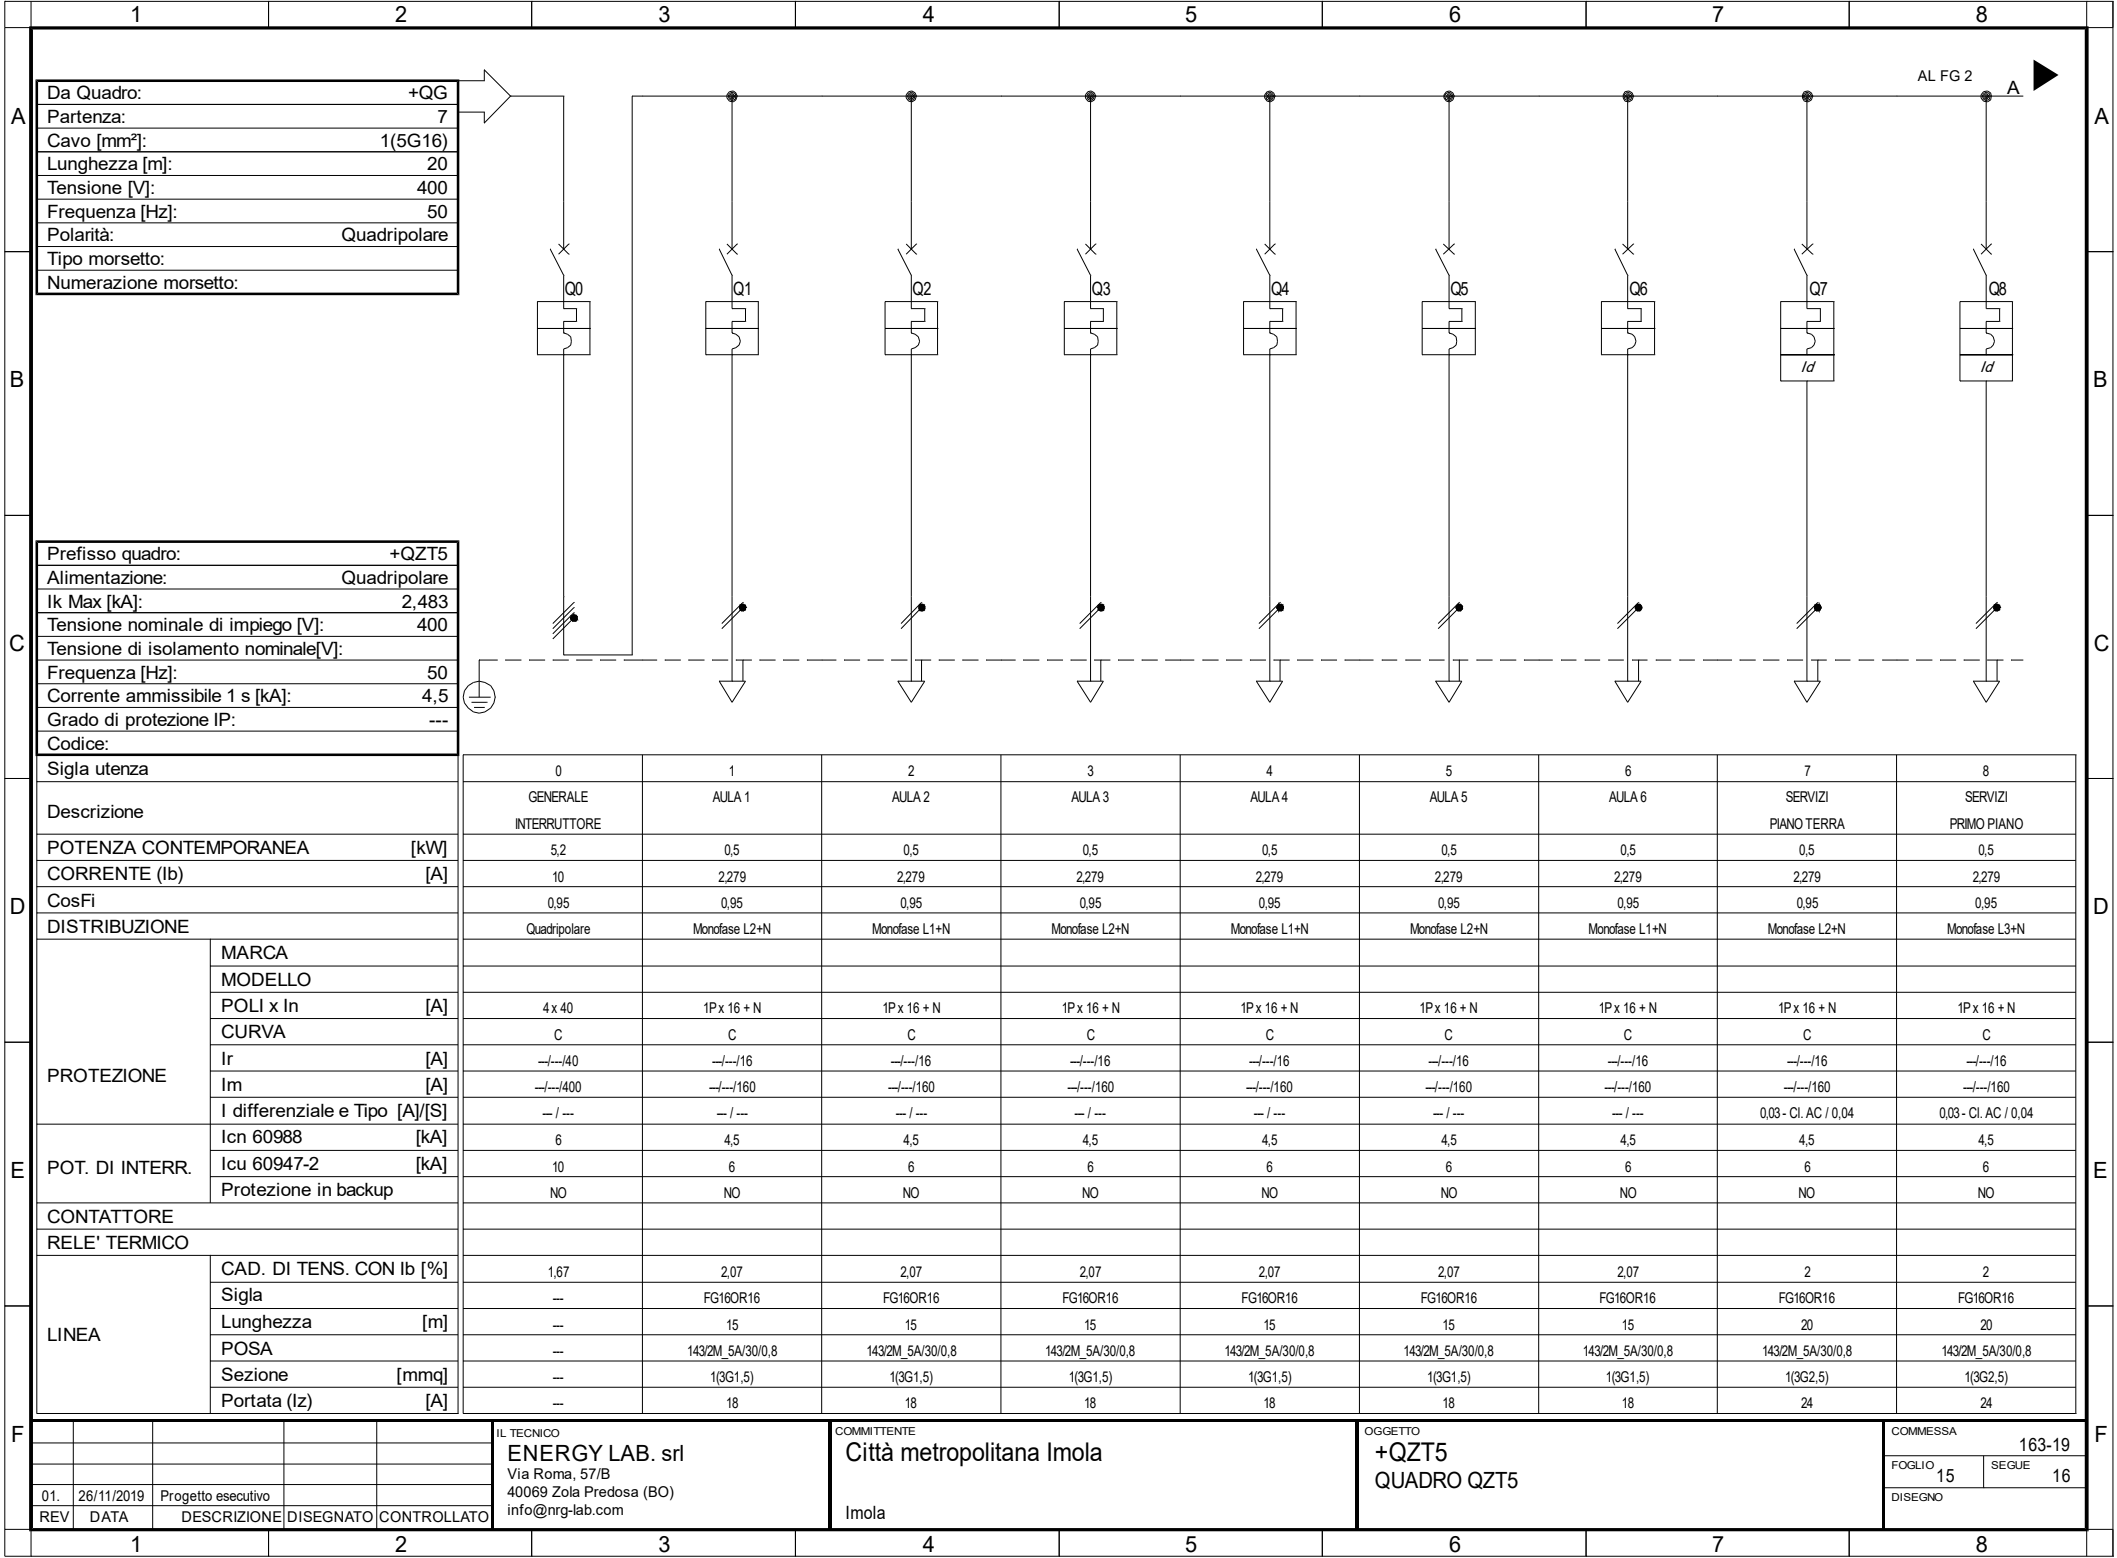 1 2 3 4 5 6 7 8
A A
B B
C C
D D
E E
F F
AL FG 2
A
Da Quadro: +QG
Partenza: 7
Cavo [mm²]: 1(5G16)
Lunghezza [m]: 20
Tensione [V]: 400
Frequenza [Hz]: 50
Polarità: Quadripolare
Tipo morsetto:
Numerazione morsetto:
Q0 Q1 Q2 Q3 Q4 Q5 Q6 Q7 Q8
Id Id
Prefisso quadro: +QZT5
Alimentazione: Quadripolare
Ik Max [kA]: 2,483
Tensione nominale di impiego [V]: 400
Tensione di isolamento nominale[V]:
Frequenza [Hz]: 50
Corrente ammissibile 1 s [kA]: 4,5
Grado di protezione IP: ---
Codice:
Sigla utenza 0 1 2 3 4 5 6 7 8
Descrizione GENERALE AULA 1 AULA 2 AULA 3 AULA 4 AULA 5 AULA 6 SERVIZI SERVIZI
INTERRUTTORE PIANO TERRA PRIMO PIANO
POTENZA CONTEMPORANEA [kW] 5,2 0,5 0,5 0,5 0,5 0,5 0,5 0,5 0,5
CORRENTE (Ib) [A] 10 2,279 2,279 2,279 2,279 2,279 2,279 2,279 2,279
CosFi 0,95 0,95 0,95 0,95 0,95 0,95 0,95 0,95 0,95
DISTRIBUZIONE Quadripolare Monofase L2+N Monofase L1+N Monofase L2+N Monofase L1+N Monofase L2+N Monofase L1+N Monofase L2+N Monofase L3+N
PROTEZIONE
MARCA
MODELLO
POLI x In [A] 4 x 40 1P x 16 + N 1P x 16 + N 1P x 16 + N 1P x 16 + N 1P x 16 + N 1P x 16 + N 1P x 16 + N 1P x 16 + N
CURVA C C C C C C C C C
Ir [A] ---/---/40 ---/---/16 ---/---/16 ---/---/16 ---/---/16 ---/---/16 ---/---/16 ---/---/16 ---/---/16
Im [A] ---/---/400 ---/---/160 ---/---/160 ---/---/160 ---/---/160 ---/---/160 ---/---/160 ---/---/160 ---/---/160
I differenziale e Tipo [A]/[S] --- / --- --- / --- --- / --- --- / --- --- / --- --- / --- --- / --- 0,03 - Cl. AC / 0,04 0,03 - Cl. AC / 0,04
POT. DI INTERR.
Icn 60988 [kA] 6 4,5 4,5 4,5 4,5 4,5 4,5 4,5 4,5
Icu 60947-2 [kA] 10 6 6 6 6 6 6 6 6
Protezione in backup NO NO NO NO NO NO NO NO NO
CONTATTORE
RELE' TERMICO
LINEA
CAD. DI TENS. CON Ib [%] 1,67 2,07 2,07 2,07 2,07 2,07 2,07 2 2
Sigla --- FG16OR16 FG16OR16 FG16OR16 FG16OR16 FG16OR16 FG16OR16 FG16OR16 FG16OR16
Lunghezza [m] --- 15 15 15 15 15 15 20 20
POSA --- 143/2M_5A/30/0,8 143/2M_5A/30/0,8 143/2M_5A/30/0,8 143/2M_5A/30/0,8 143/2M_5A/30/0,8 143/2M_5A/30/0,8 143/2M_5A/30/0,8 143/2M_5A/30/0,8
Sezione [mmq] --- 1(3G1,5) 1(3G1,5) 1(3G1,5) 1(3G1,5) 1(3G1,5) 1(3G1,5) 1(3G2,5) 1(3G2,5)
Portata (Iz) [A] --- 18 18 18 18 18 18 24 24
01. 26/11/2019 Progetto esecutivo
REV DATA DESCRIZIONE DISEGNATO CONTROLLATO
IL TECNICO
ENERGY LAB. srl
Via Roma, 57/B
40069 Zola Predosa (BO)
info@nrg-lab.com
COMMITTENTE
Città metropolitana Imola
Imola
OGGETTO
+QZT5
QUADRO QZT5
COMMESSA
163-19
FOGLIO 15 SEGUE 16
DISEGNO
1 2 3 4 5 6 7 8